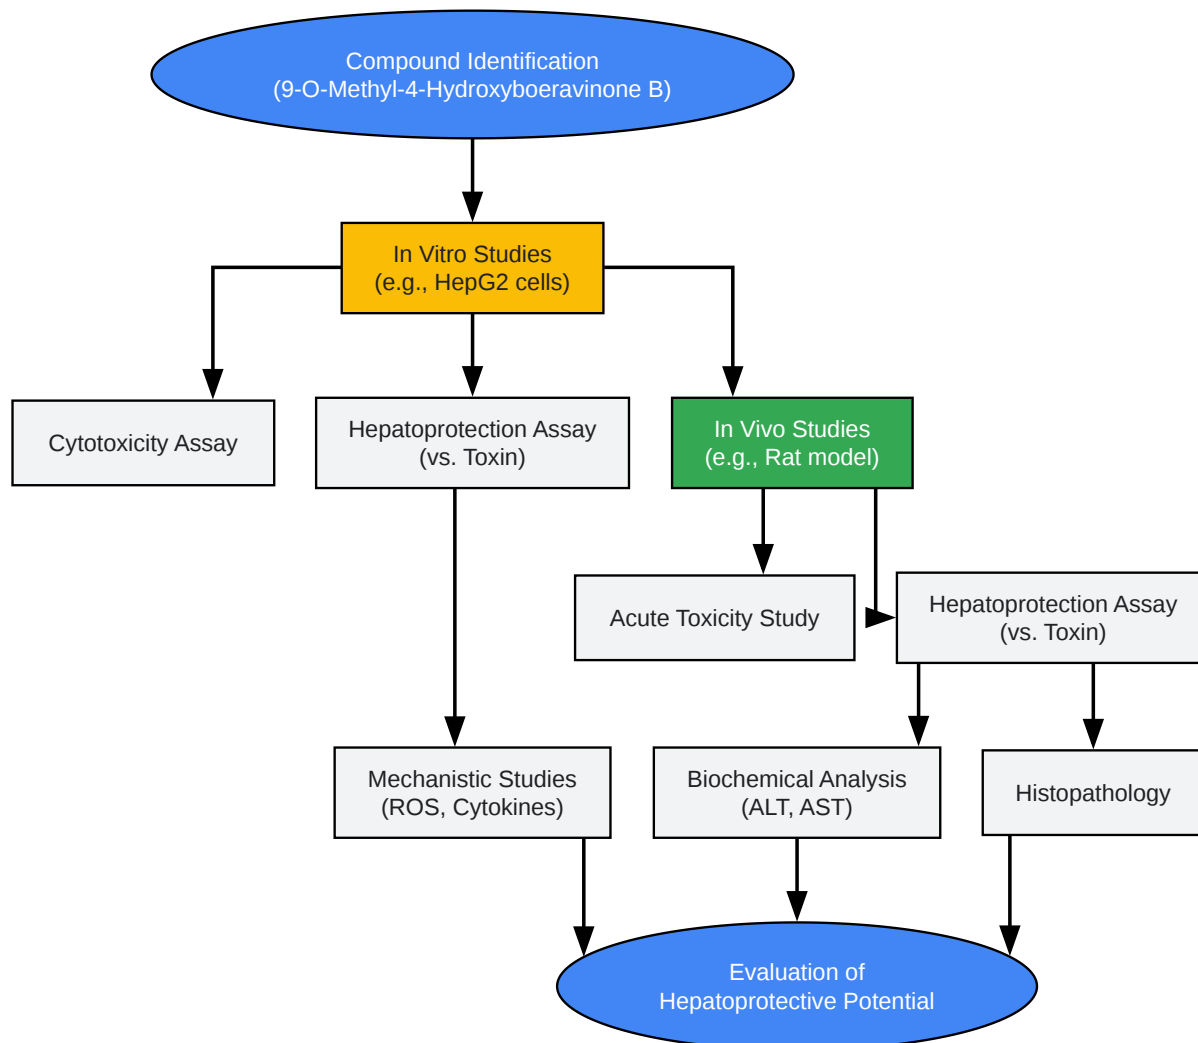 Compound Identification
(9-O-Methyl-4-Hydroxyboeravinone B)
In Vitro Studies
(e.g., HepG2 cells)
Cytotoxicity Assay
Hepatoprotection Assay
(vs. Toxin)
In Vivo Studies
(e.g., Rat model)
Acute Toxicity Study
Hepatoprotection Assay
(vs. Toxin)
Mechanistic Studies
(ROS, Cytokines)
Biochemical Analysis
(ALT, AST)
Histopathology
Evaluation of
Hepatoprotective Potential